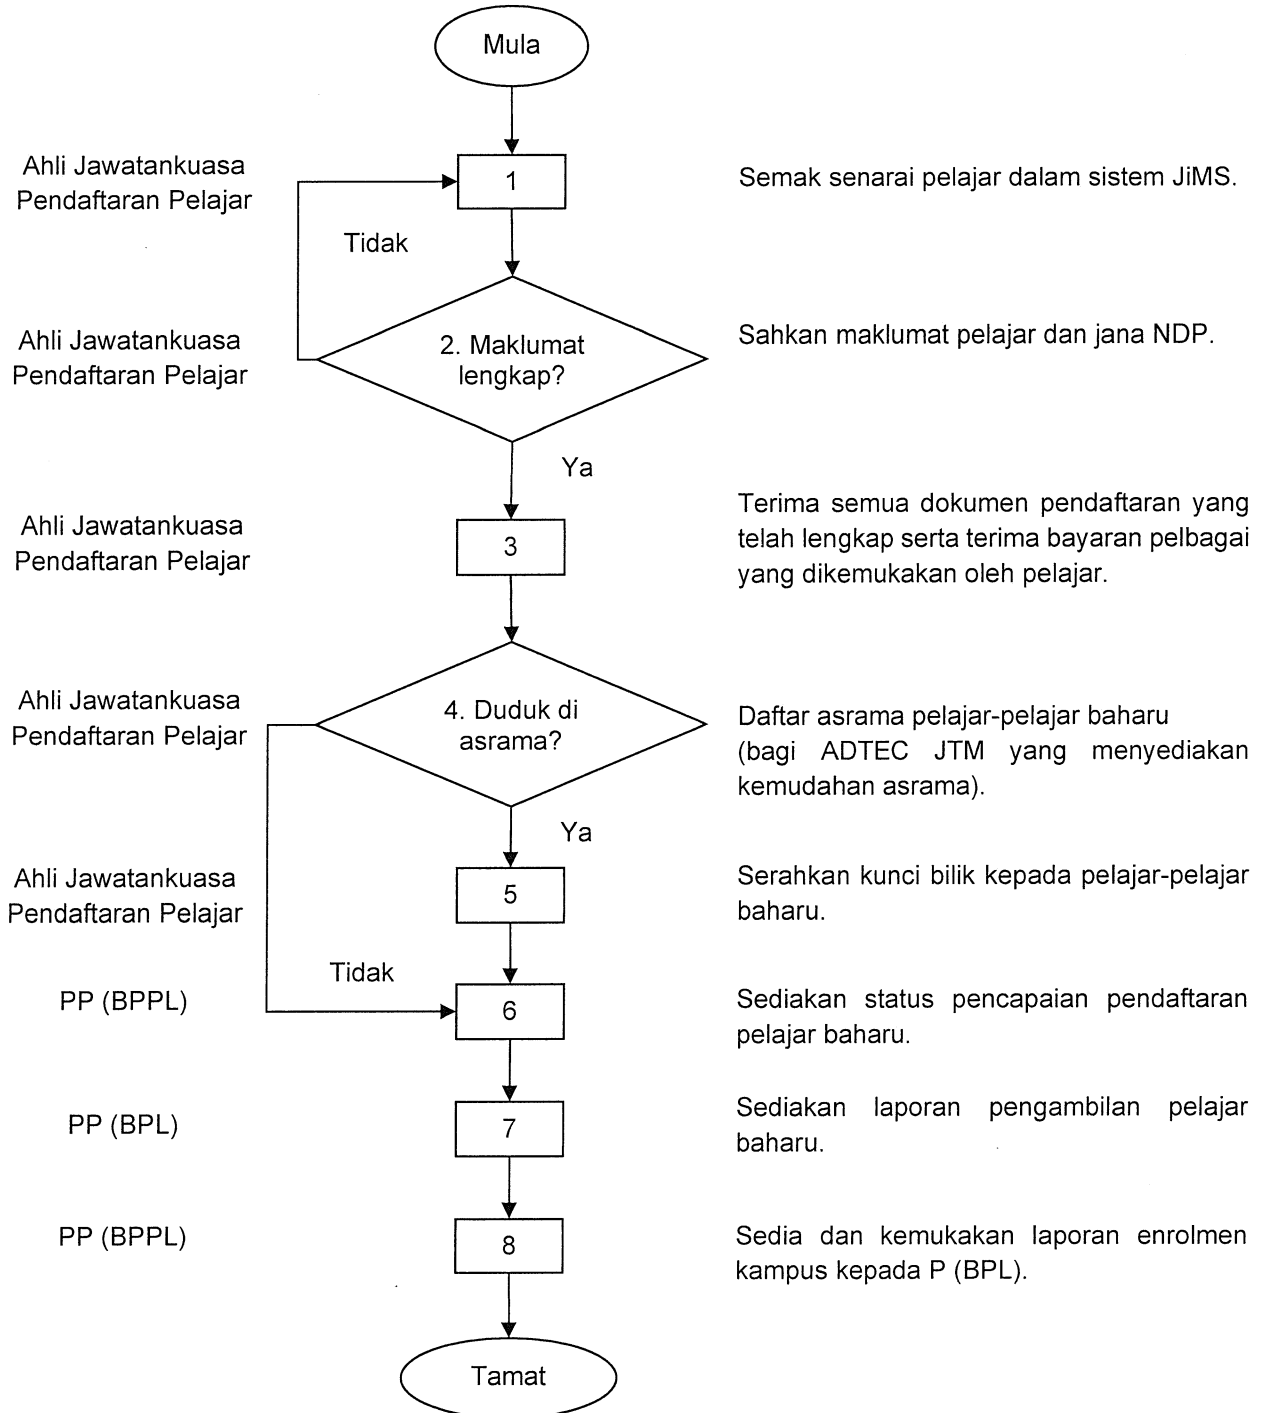 Mula
Ahli Jawatankuasa
Pendaftaran Pelajar
1
Semak senarai pelajar dalam sistem JiMS.
Tidak
Ahli Jawatankuasa
Pendaftaran Pelajar
2. Maklumat
lengkap?
Sahkan maklumat pelajar dan jana NDP.
Ya
Ahli Jawatankuasa
Pendaftaran Pelajar
3
Terima semua dokumen pendaftaran yang
telah lengkap serta terima bayaran pelbagai
yang dikemukakan oleh pelajar.
Ahli Jawatankuasa
Pendaftaran Pelajar
4. Duduk di
asrama?
Daftar asrama pelajar-pelajar baharu
(bagi ADTEC JTM yang menyediakan
kemudahan asrama).
Ya
Ahli Jawatankuasa
Pendaftaran Pelajar
5
Serahkan kunci bilik kepada pelajar-pelajar
baharu.
Tidak
PP (BPPL)
6
Sediakan status pencapaian pendaftaran
pelajar baharu.
PP (BPL)
7
Sediakan laporan pengambilan pelajar
baharu.
PP (BPPL)
8
Sedia dan kemukakan laporan enrolmen
kampus kepada P (BPL).
Tamat